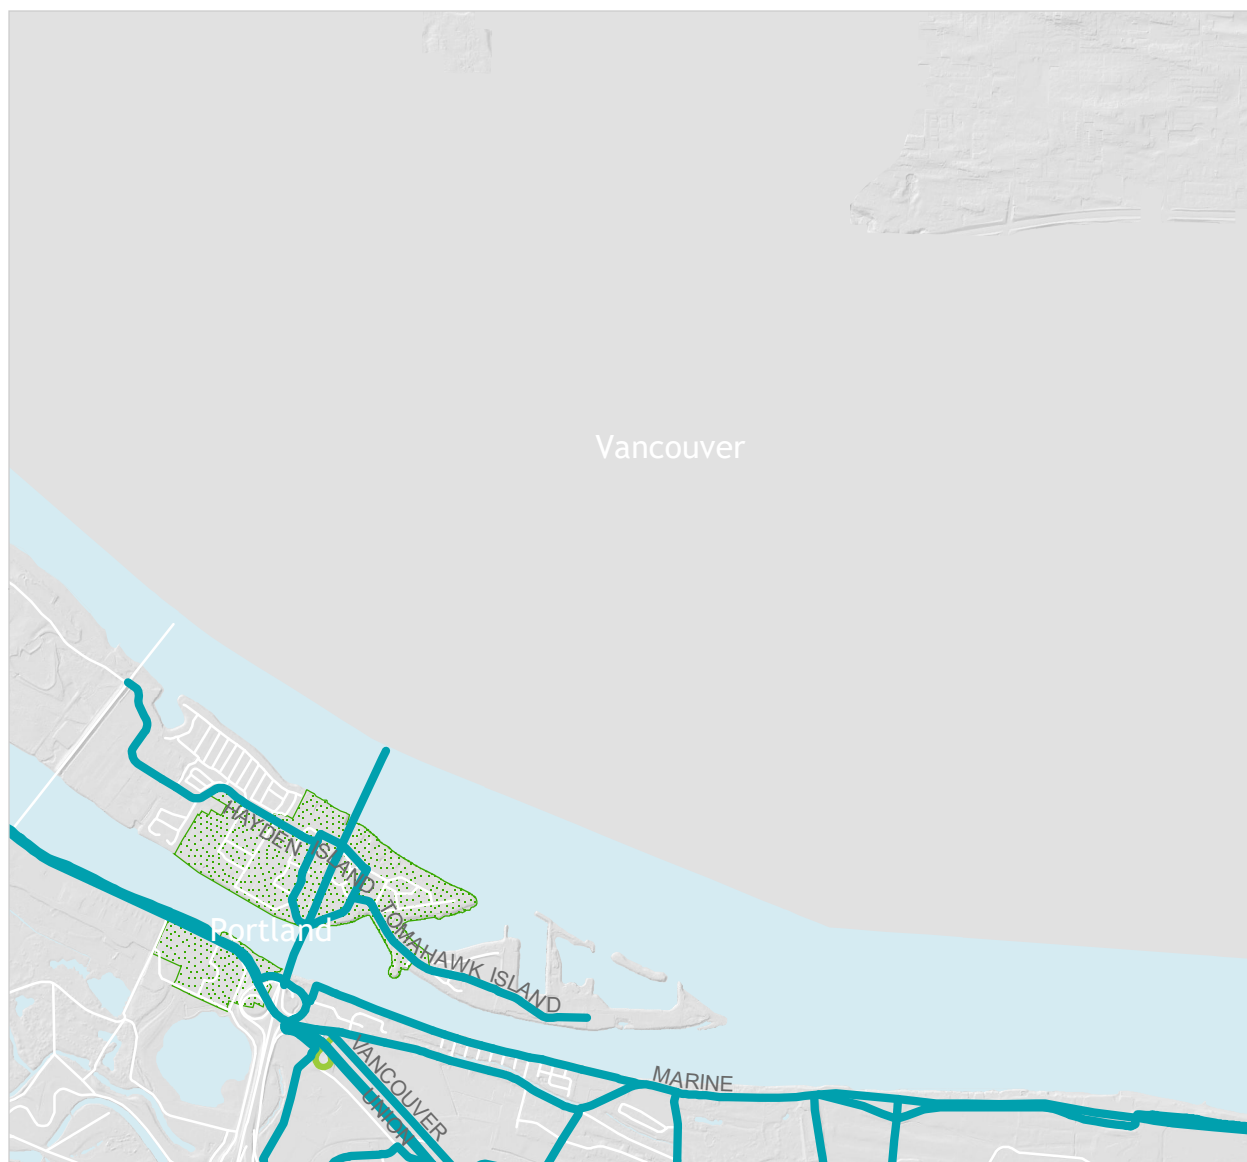 Vancouver
HAYDEN ISLAND
Portland
TOMAHAWK ISLAND
VANCOUVER
UNION
MARINE